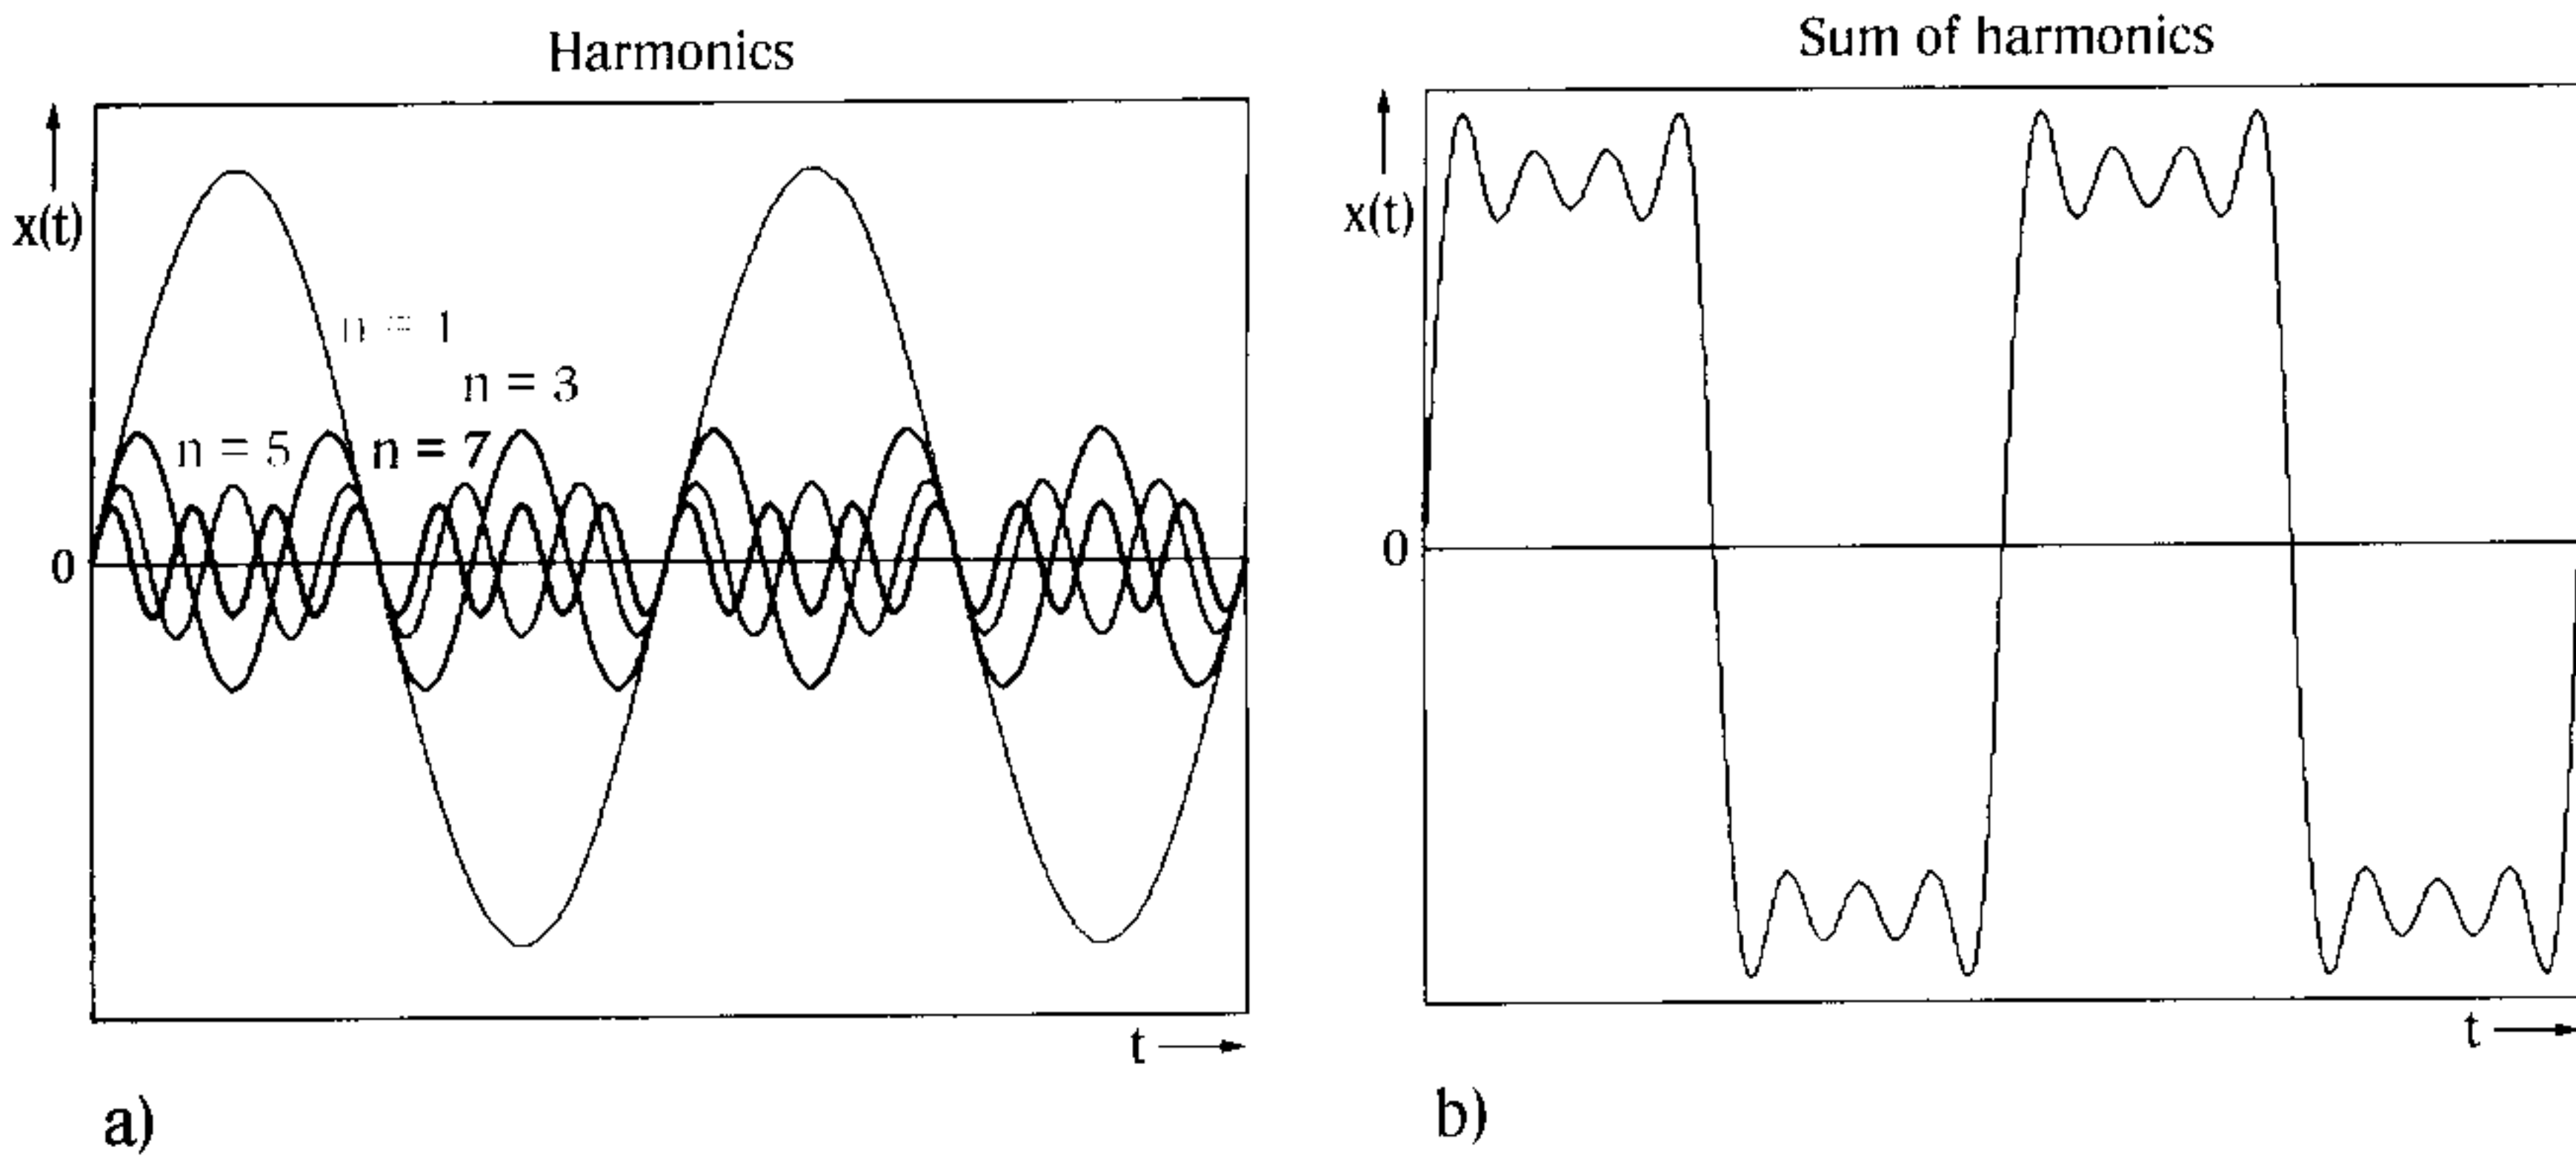 Harmonics
x(t)
n = 1
n = 3
n = 5
n = 7
0
t
a)
Sum of harmonics
x(t)
0
t
b)